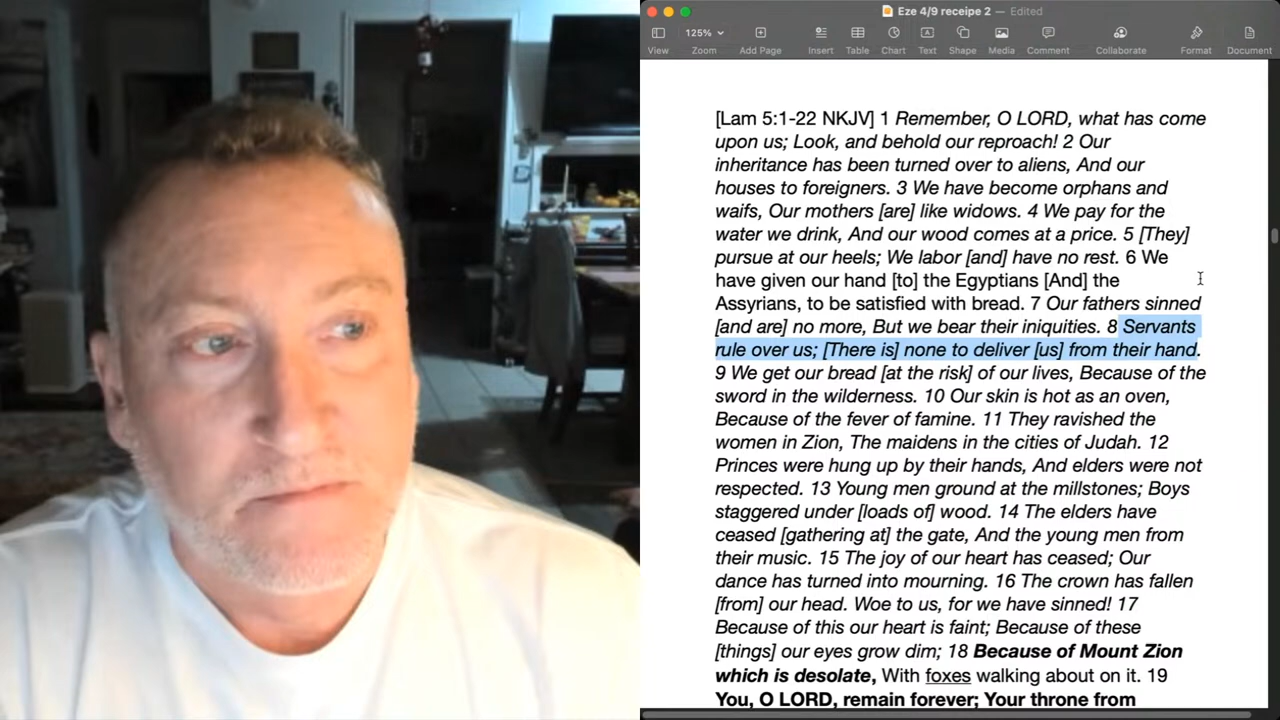 Eze 4/9 receipe 2 — Edited
125%
View Zoom Add Page Insert Table Chart Text Shape Media Comment Collaborate Format Document
[Lam 5:1-22 NKJV] 1 Remember, O LORD, what has come
upon us; Look, and behold our reproach! 2 Our
inheritance has been turned over to aliens, And our
houses to foreigners. 3 We have become orphans and
waifs, Our mothers [are] like widows. 4 We pay for the
water we drink, And our wood comes at a price. 5 [They]
pursue at our heels; We labor [and] have no rest. 6 We
have given our hand [to] the Egyptians [And] the
Assyrians, to be satisfied with bread. 7 Our fathers sinned
[and are] no more, But we bear their iniquities. 8 Servants
rule over us; [There is] none to deliver [us] from their hand.
9 We get our bread [at the risk] of our lives, Because of the
sword in the wilderness. 10 Our skin is hot as an oven,
Because of the fever of famine. 11 They ravished the
women in Zion, The maidens in the cities of Judah. 12
Princes were hung up by their hands, And elders were not
respected. 13 Young men ground at the millstones; Boys
staggered under [loads of] wood. 14 The elders have
ceased [gathering at] the gate, And the young men from
their music. 15 The joy of our heart has ceased; Our
dance has turned into mourning. 16 The crown has fallen
[from] our head. Woe to us, for we have sinned! 17
Because of this our heart is faint; Because of these
[things] our eyes grow dim; 18 Because of Mount Zion
which is desolate, With foxes walking about on it. 19
You, O LORD, remain forever; Your throne from